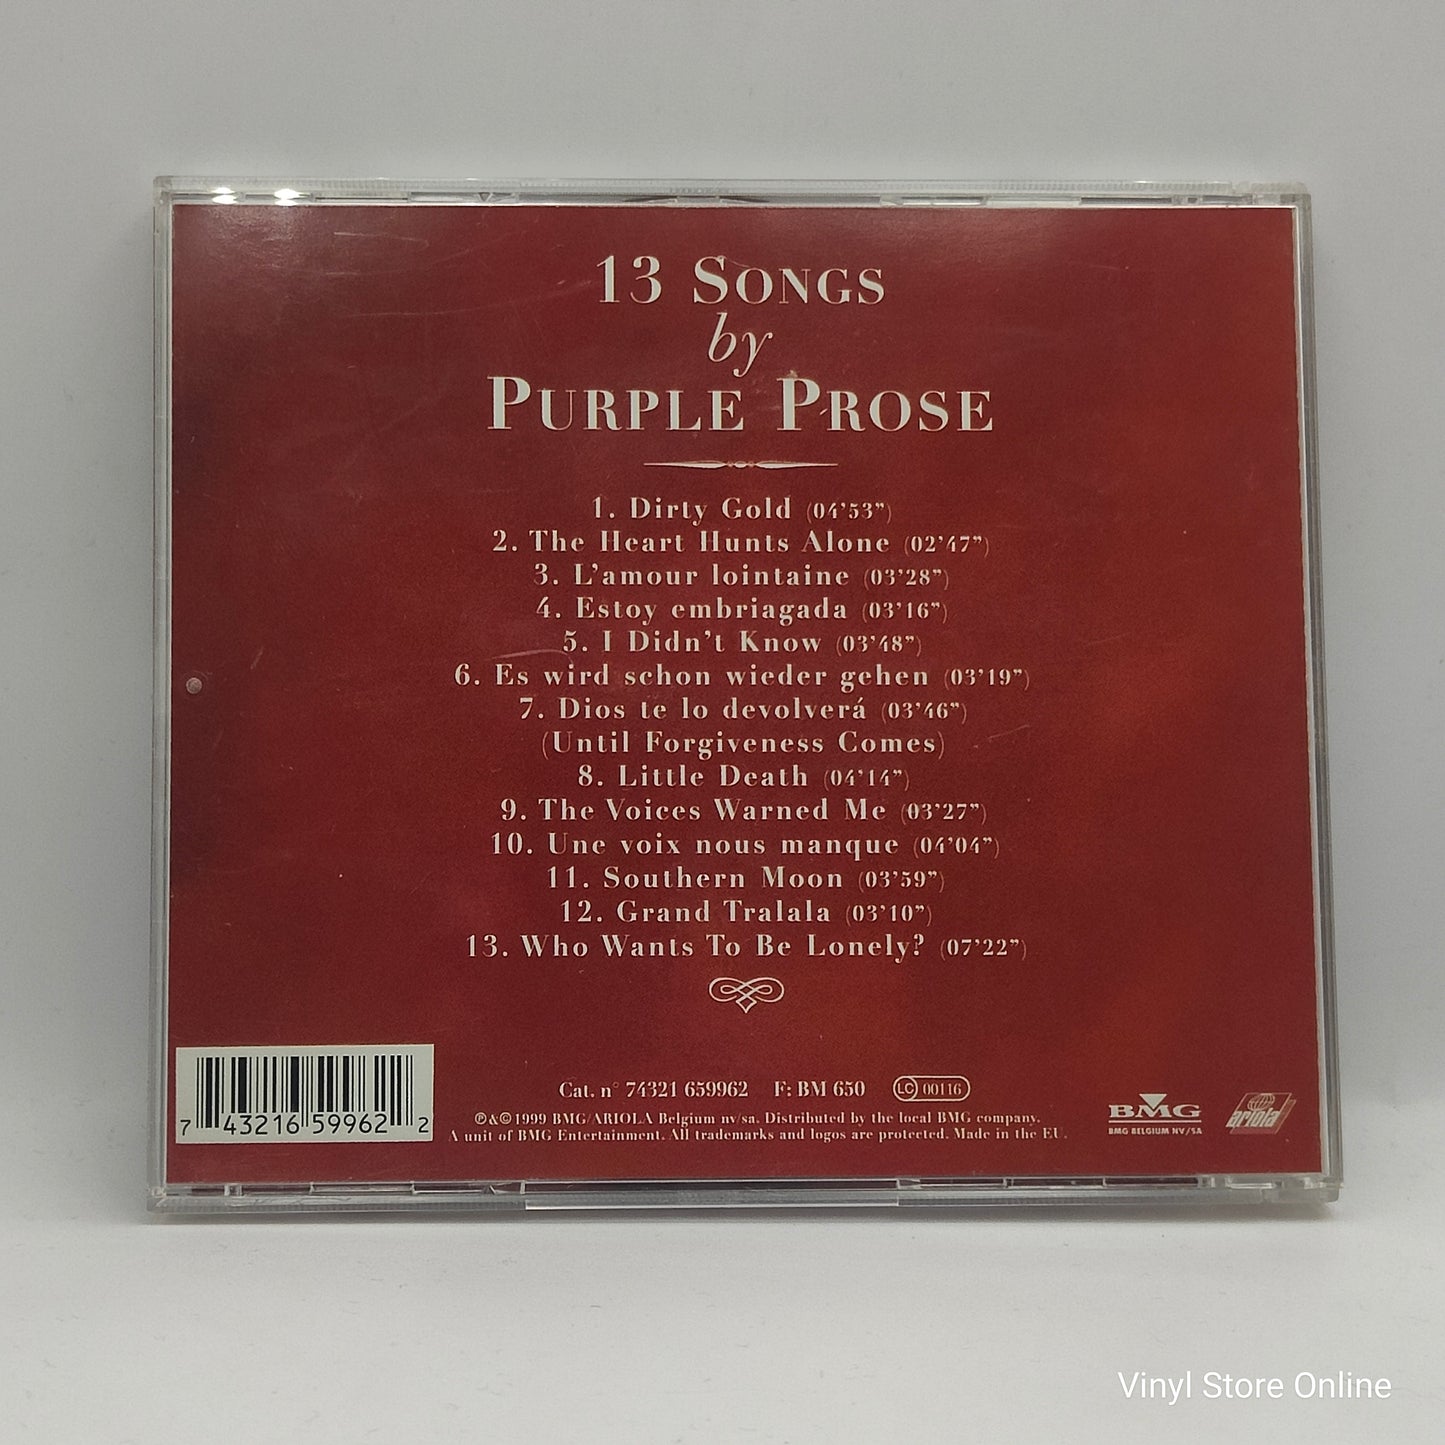 13 SONGS
by
PURPLE PROSE
1. Dirty Gold (04'53")
2. The Heart Hunts Alone (02'47")
3. L'amour lointaine (03'28")
4. Estoy embriagada (03'16")
5. I Didn't Know (03'48")
6. Es wird schon wieder gehen (03'19")
7. Dios te lo devolverá (03'46")
(Until Forgiveness Comes)
8. Little Death (04'14")
9. The Voices Warned Me (03'27")
10. Une voix nous manque (04'04")
11. Southern Moon (03'59")
12. Grand Tralala (03'10")
13. Who Wants To Be Lonely? (07'22")
Cat. n° 74321 659962 F: BM 650 LC 00116
℗&© 1999 BMG/ARIOLA Belgium nv/sa. Distributed by the local BMG company.
A unit of BMG Entertainment. All trademarks and logos are protected. Made in the EU.
7 43216 59962 2
BMG
BMG BELGIUM NV/SA
ariola
Vinyl Store Online